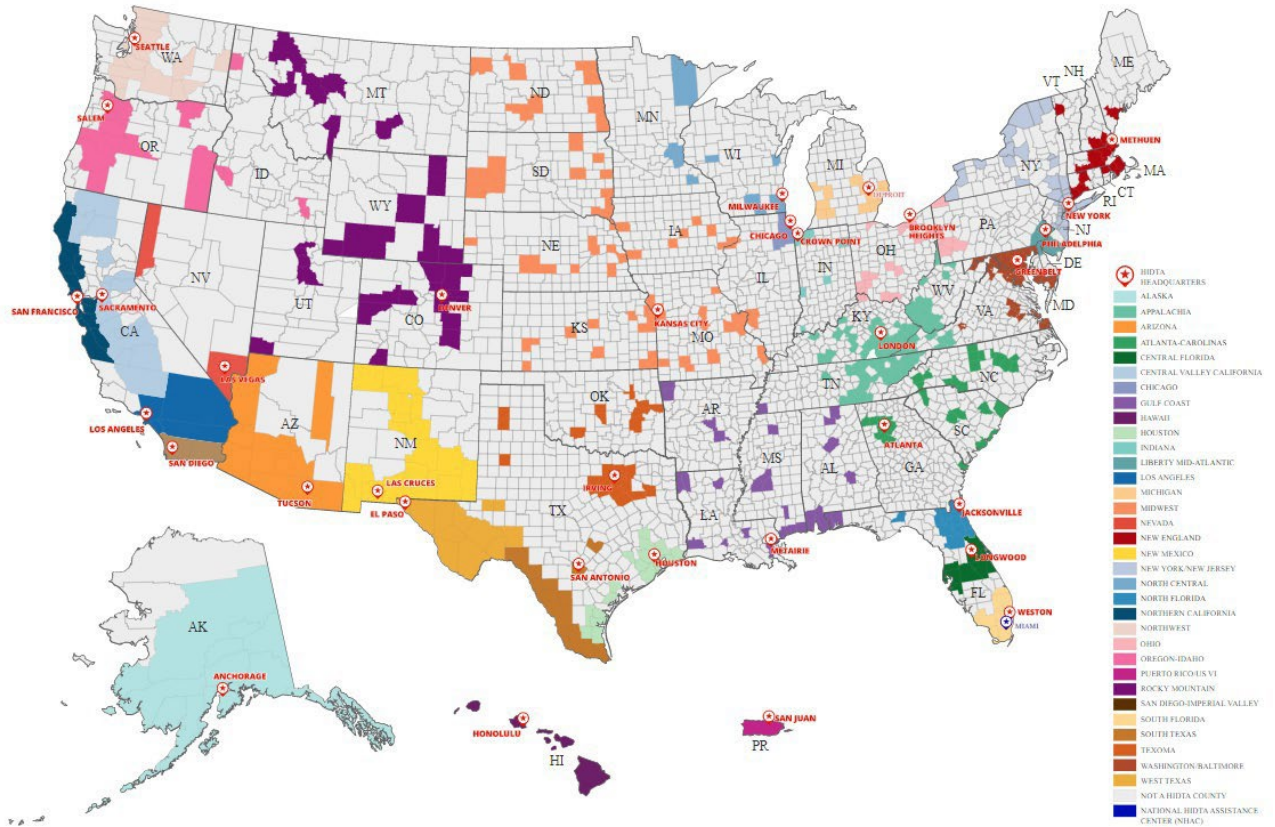 SEATTLE
WA
SALEM
OR
ID
MT
ND
MN
SD
WY
WI
MI
DETROIT
MILWAUKEE
CHICAGO
CROWN POINT
BROOKLYN
HEIGHTS
VT
NH
ME
METHUEN
MA
CT
RI
NY
NEW YORK
NJ
PA
PHILADELPHIA
DE
GREENBELT
MD
VA
WV
OH
IN
IL
IA
NE
NV
UT
CO
DENVER
KS
KANSAS CITY
MO
KY
LONDON
SAN FRANCISCO
SACRAMENTO
CA
LAS VEGAS
LOS ANGELES
SAN DIEGO
AZ
TUCSON
NM
LAS CRUCES
EL PASO
OK
AR
TN
NC
SC
ATLANTA
GA
AL
MS
LA
IRVING
TX
SAN ANTONIO
HOUSTON
METAIRIE
JACKSONVILLE
LONGWOOD
FL
WESTON
MIAMI
AK
ANCHORAGE
HONOLULU
HI
SAN JUAN
PR
HIDTA
HEADQUARTERS
ALASKA
APPALACHIA
ARIZONA
ATLANTA-CAROLINAS
CENTRAL FLORIDA
CENTRAL VALLEY CALIFORNIA
CHICAGO
GULF COAST
HAWAII
HOUSTON
INDIANA
LIBERTY MID-ATLANTIC
LOS ANGELES
MICHIGAN
MIDWEST
NEVADA
NEW ENGLAND
NEW MEXICO
NEW YORK/NEW JERSEY
NORTH CENTRAL
NORTH FLORIDA
NORTHERN CALIFORNIA
NORTHWEST
OHIO
OREGON-IDAHO
PUERTO RICO/US VI
ROCKY MOUNTAIN
SAN DIEGO-IMPERIAL VALLEY
SOUTH FLORIDA
SOUTH TEXAS
TEXOMA
WASHINGTON/BALTIMORE
WEST TEXAS
NOT A HIDTA COUNTY
NATIONAL HIDTA ASSISTANCE
CENTER (NHAC)